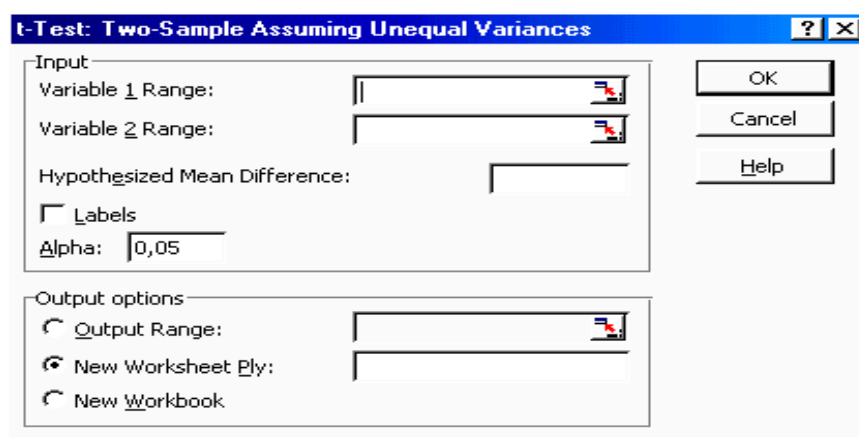 t-Test: Two-Sample Assuming Unequal Variances
Input
Variable 1 Range:
Variable 2 Range:
Hypothesized Mean Difference:
Labels
Alpha: 0,05
OK
Cancel
Help
Output options
Output Range:
New Worksheet Ply:
New Workbook